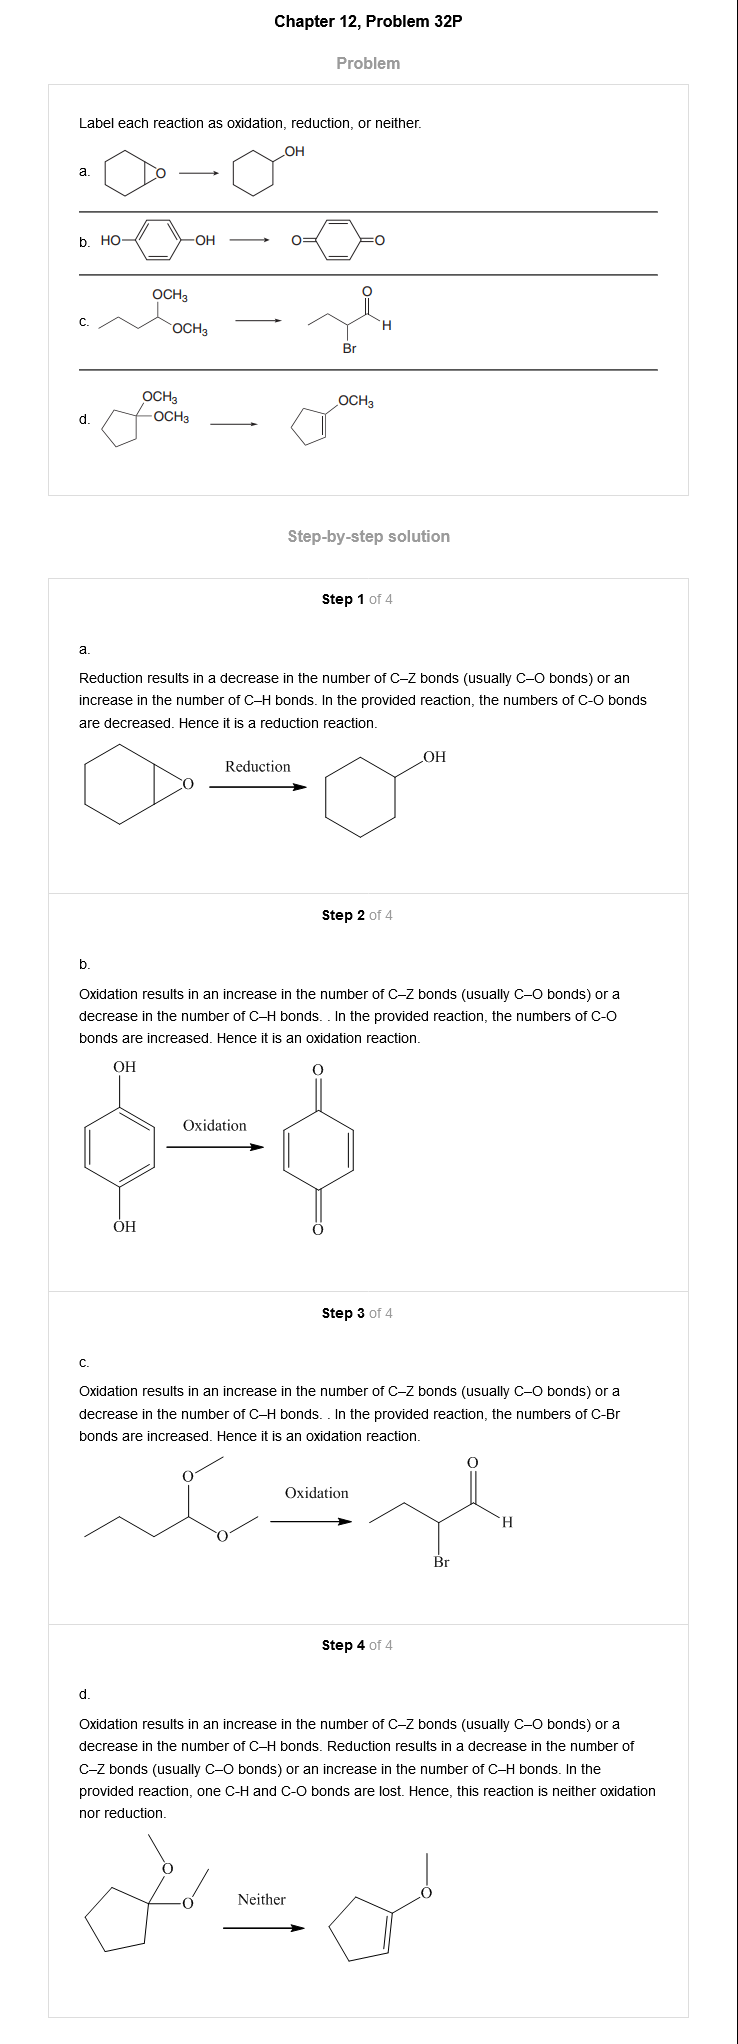 Chapter 12, Problem 32P
Problem
Label each reaction as oxidation, reduction, or neither.
OH
a.
O
b. HO
OH
O
O
OCH3
O
c.
OCH3
H
Br
OCH3
OCH3
d.
OCH3
Step-by-step solution
Step 1 of 4
a.
Reduction results in a decrease in the number of C–Z bonds (usually C–O bonds) or an
increase in the number of C–H bonds. In the provided reaction, the numbers of C-O bonds
are decreased. Hence it is a reduction reaction.
OH
Reduction
O
Step 2 of 4
b.
Oxidation results in an increase in the number of C–Z bonds (usually C–O bonds) or a
decrease in the number of C–H bonds. . In the provided reaction, the numbers of C-O
bonds are increased. Hence it is an oxidation reaction.
OH
O
Oxidation
OH
O
Step 3 of 4
c.
Oxidation results in an increase in the number of C–Z bonds (usually C–O bonds) or a
decrease in the number of C–H bonds. . In the provided reaction, the numbers of C-Br
bonds are increased. Hence it is an oxidation reaction.
O
O
Oxidation
H
O
Br
Step 4 of 4
d.
Oxidation results in an increase in the number of C–Z bonds (usually C–O bonds) or a
decrease in the number of C–H bonds. Reduction results in a decrease in the number of
C–Z bonds (usually C–O bonds) or an increase in the number of C–H bonds. In the
provided reaction, one C-H and C-O bonds are lost. Hence, this reaction is neither oxidation
nor reduction.
O
O
Neither
O